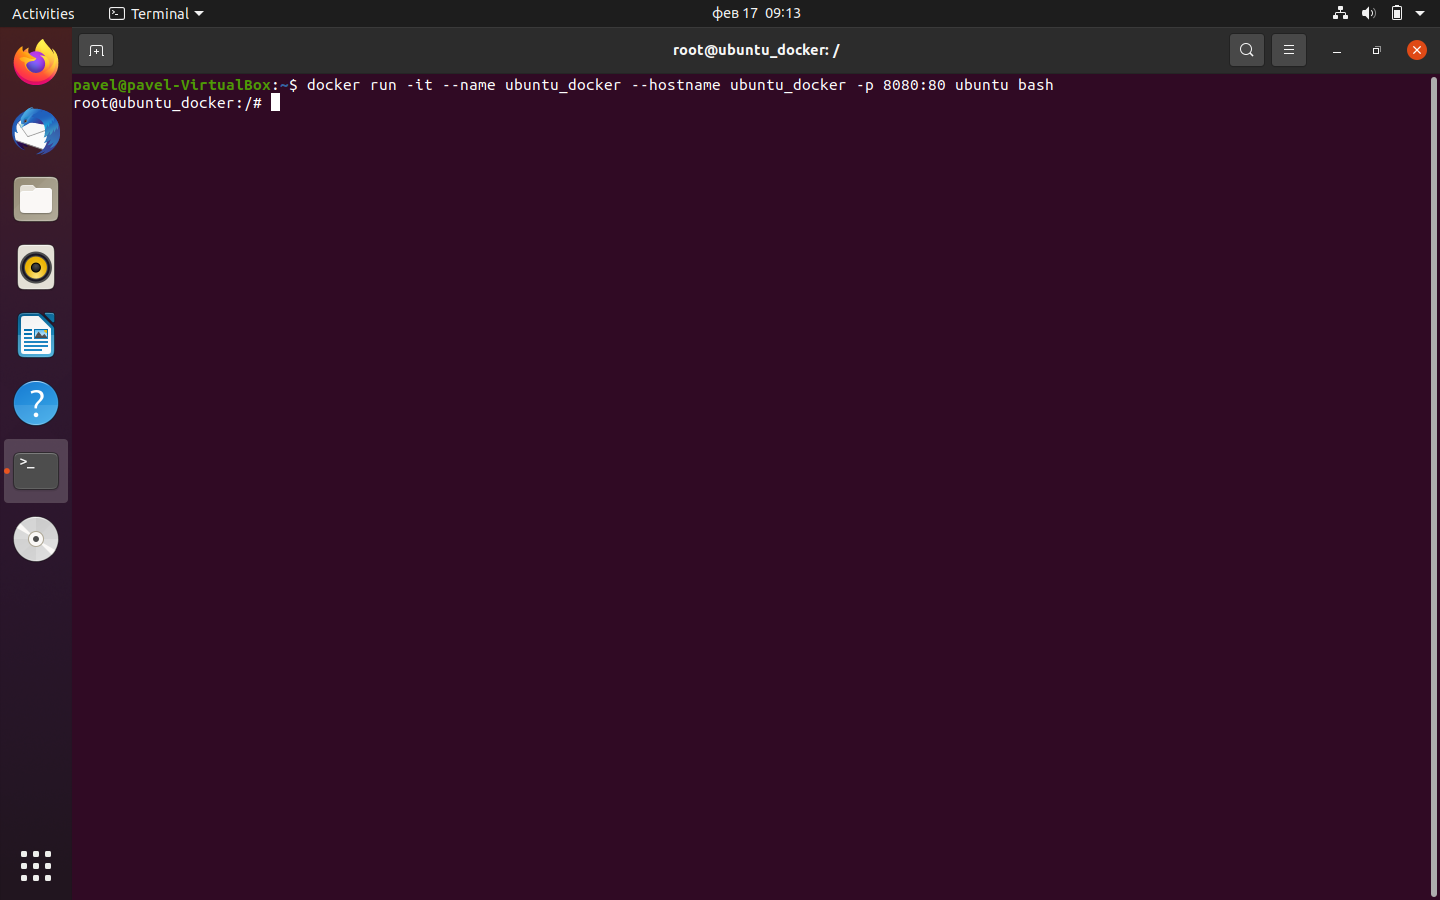 Activities
Terminal
фев 17 09:13
root@ubuntu_docker: /
pavel@pavel-VirtualBox:~$ docker run -it --name ubuntu_docker --hostname ubuntu_docker -p 8080:80 ubuntu bash
root@ubuntu_docker:/#
?
>_